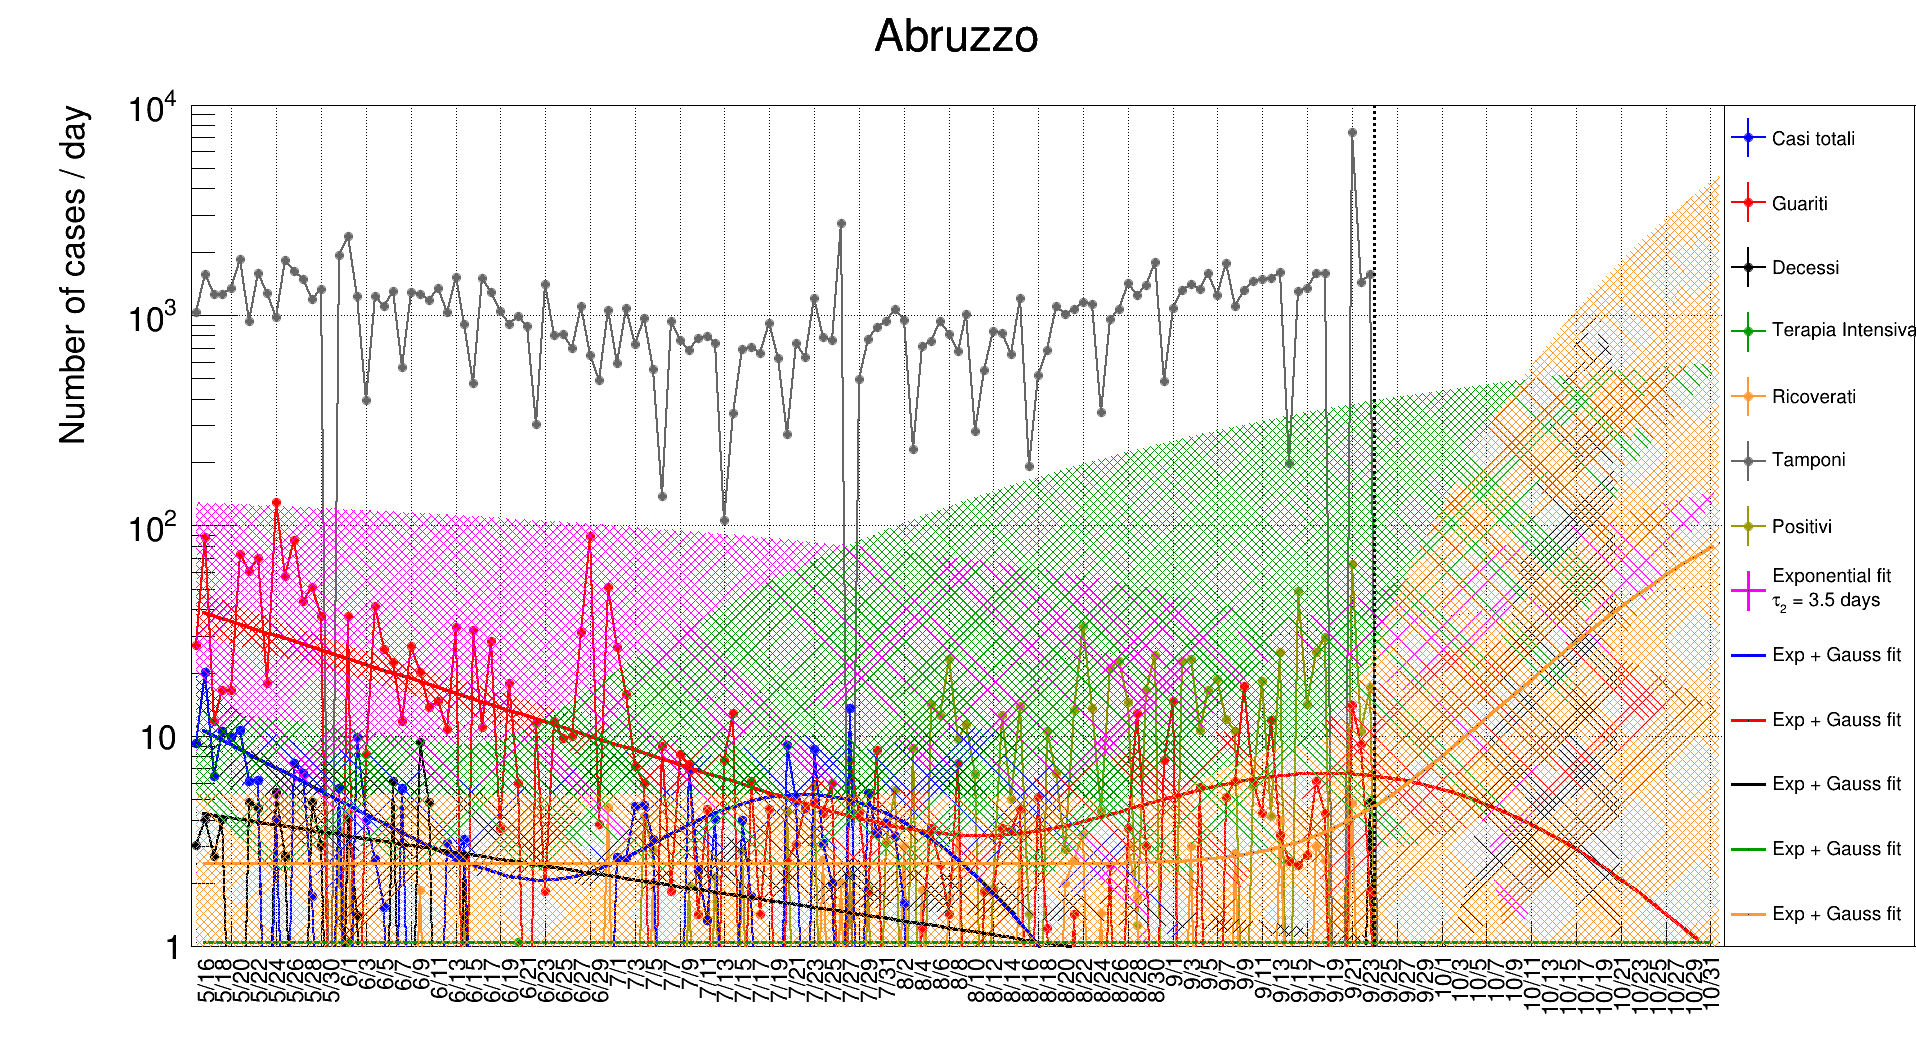 Abruzzo
Number of cases / day
10^4
10^3
10^2
10
1
5/16 5/18 5/20 5/22 5/24 5/26 5/28 5/30 6/1 6/3 6/5 6/7 6/9 6/11 6/13 6/15 6/17 6/19 6/21 6/23 6/25 6/27 6/29 7/1 7/3 7/5 7/7 7/9 7/11 7/13 7/15 7/17 7/19 7/21 7/23 7/25 7/27 7/29 7/31 8/2 8/4 8/6 8/8 8/10 8/12 8/14 8/16 8/18 8/20 8/22 8/24 8/26 8/28 8/30 9/1 9/3 9/5 9/7 9/9 9/11 9/13 9/15 9/17 9/19 9/21 9/23 9/25 9/27 9/29 10/1 10/3 10/5 10/7 10/9 10/11 10/13 10/15 10/17 10/19 10/21 10/23 10/25 10/27 10/29 10/31
Casi totali
Guariti
Decessi
Terapia Intensiva
Ricoverati
Tamponi
Positivi
Exponential fit
τ₂ = 3.5 days
Exp + Gauss fit
Exp + Gauss fit
Exp + Gauss fit
Exp + Gauss fit
Exp + Gauss fit